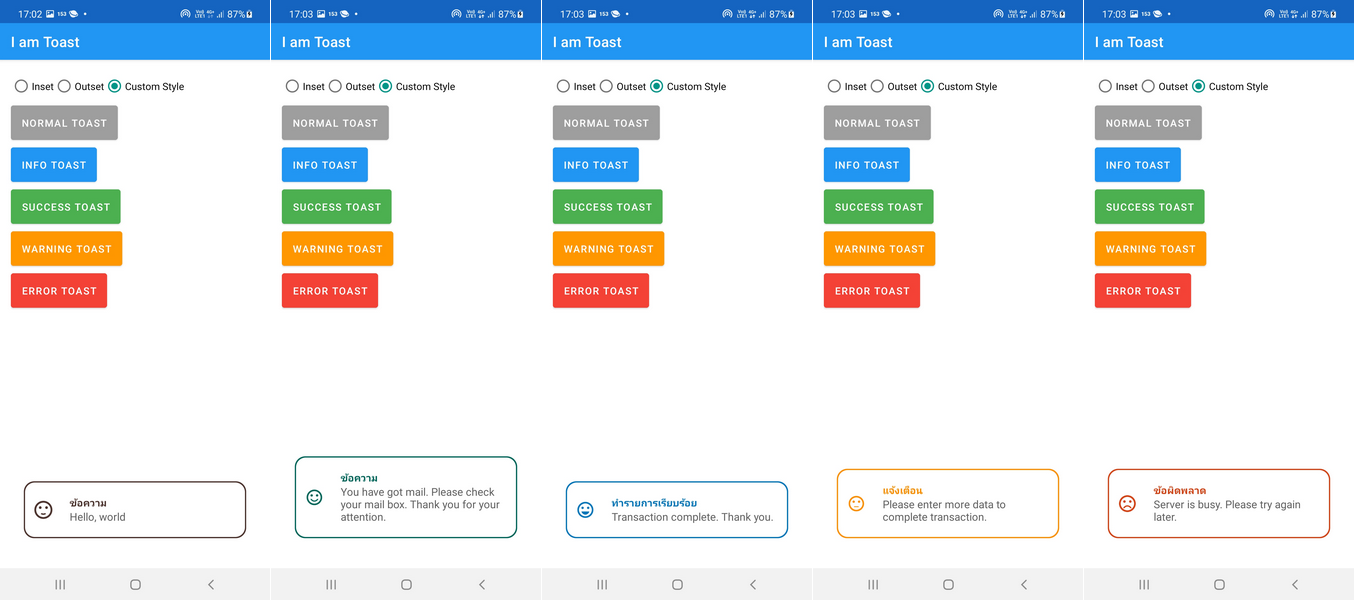 17:02 153 87%
I am Toast
Inset Outset Custom Style
NORMAL TOAST
INFO TOAST
SUCCESS TOAST
WARNING TOAST
ERROR TOAST
ข้อความ
Hello, world
17:03 153 87%
I am Toast
Inset Outset Custom Style
NORMAL TOAST
INFO TOAST
SUCCESS TOAST
WARNING TOAST
ERROR TOAST
ข้อความ
You have got mail. Please check
your mail box. Thank you for your
attention.
17:03 153 87%
I am Toast
Inset Outset Custom Style
NORMAL TOAST
INFO TOAST
SUCCESS TOAST
WARNING TOAST
ERROR TOAST
ทำรายการเรียบร้อย
Transaction complete. Thank you.
17:03 153 87%
I am Toast
Inset Outset Custom Style
NORMAL TOAST
INFO TOAST
SUCCESS TOAST
WARNING TOAST
ERROR TOAST
แจ้งเตือน
Please enter more data to
complete transaction.
17:03 153 87%
I am Toast
Inset Outset Custom Style
NORMAL TOAST
INFO TOAST
SUCCESS TOAST
WARNING TOAST
ERROR TOAST
ข้อผิดพลาด
Server is busy. Please try again
later.